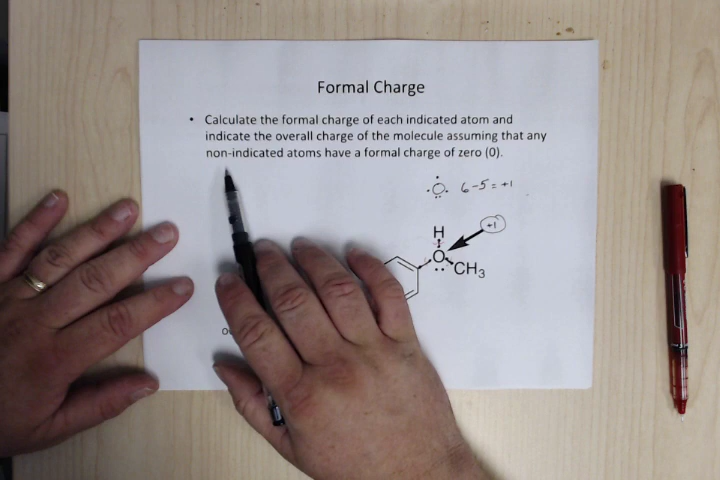 Formal Charge
• Calculate the formal charge of each indicated atom and
indicate the overall charge of the molecule assuming that any
non-indicated atoms have a formal charge of zero (0).
O 6-5=+1
+1
H
O
CH3